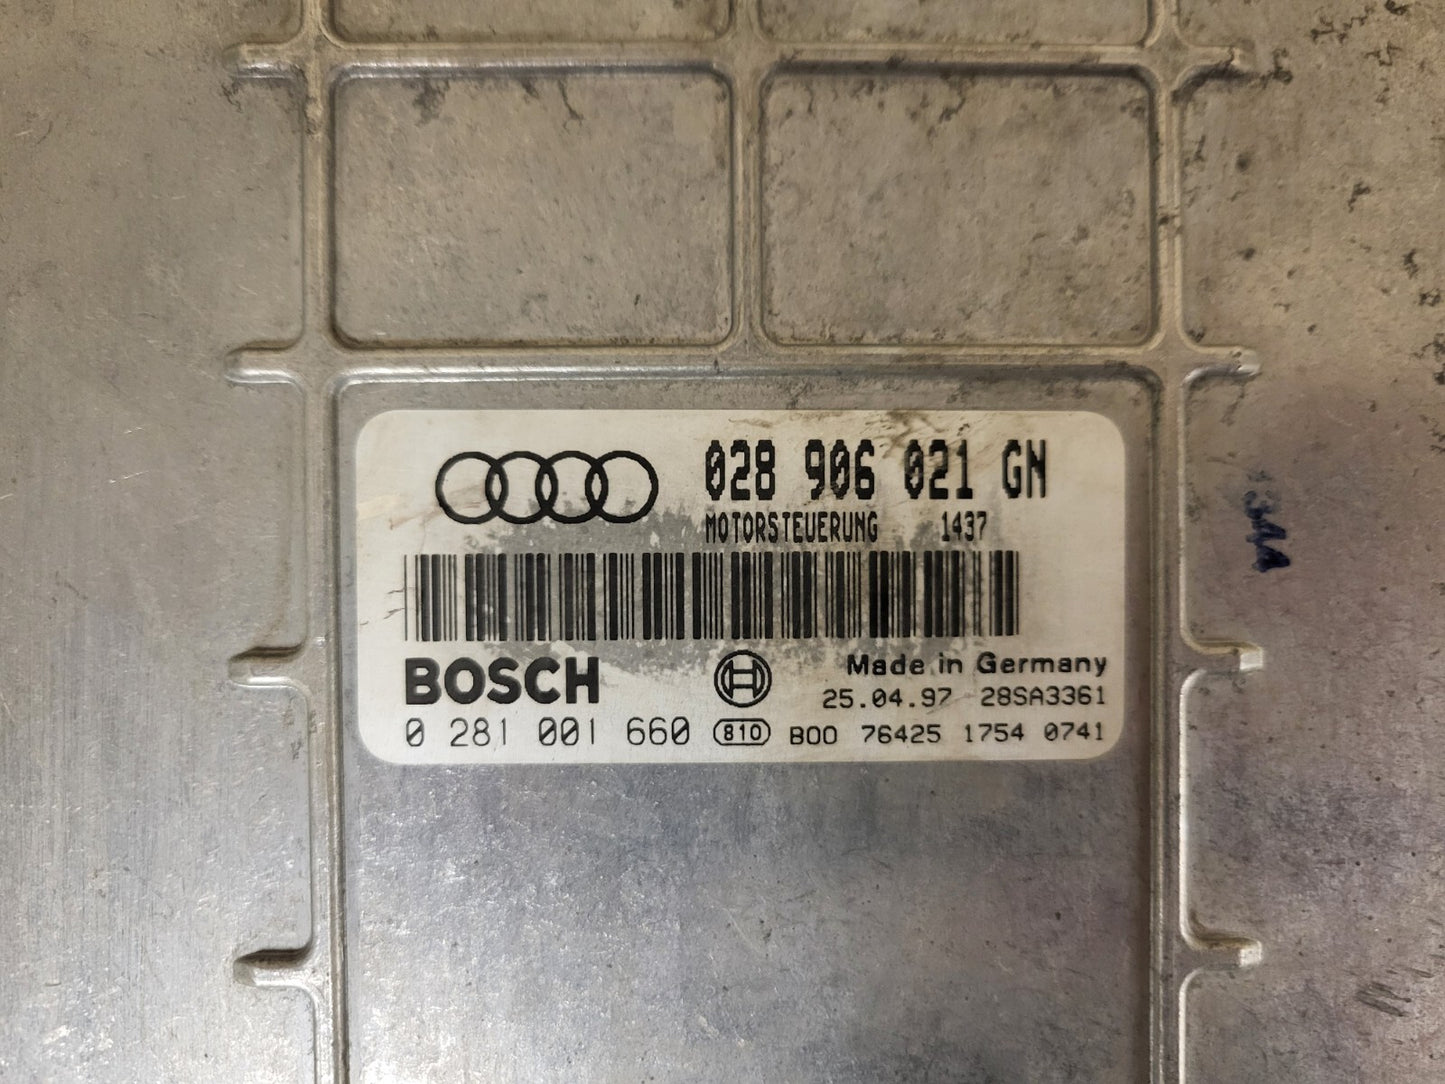 028 906 021 GN
MOTORSTEUERUNG 1437
BOSCH
Made in Germany
25.04.97 28SA3361
0 281 001 660 810 B00 76425 1754 0741